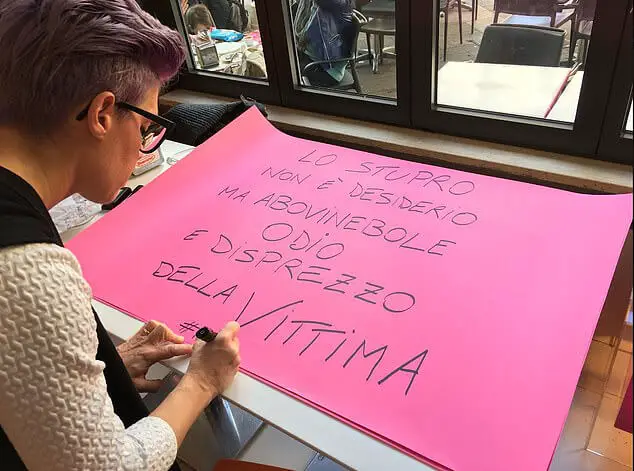 LO STUPRO
NON È DESIDERIO
MA ABOVINEBOLE
ODIO
E DISPREZZO
DELLA VITTIMA
#